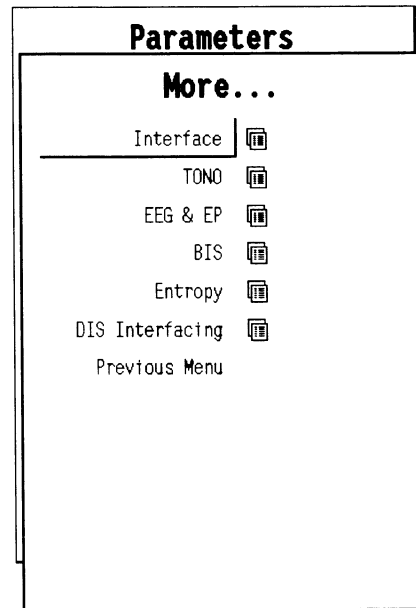 Parameters
More...
Interface
TONO
EEG & EP
BIS
Entropy
DIS Interfacing
Previous Menu